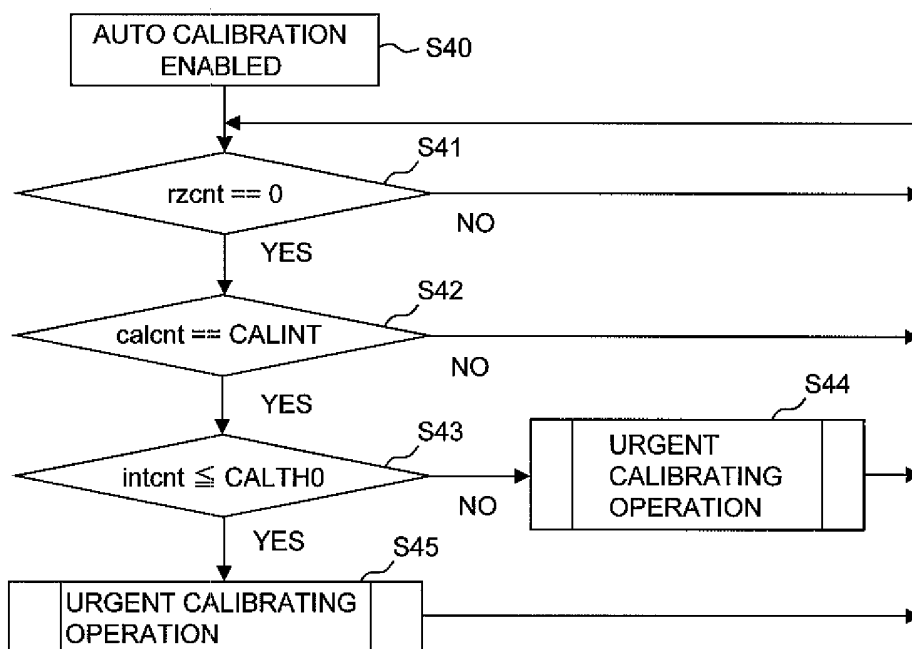 AUTO CALIBRATION
ENABLED
S40
S41
rzcnt == 0
NO
YES
S42
calcnt == CALINT
NO
YES
S43
intcnt ≦ CALTH0
NO
YES
S44
URGENT
CALIBRATING
OPERATION
S45
URGENT CALIBRATING
OPERATION